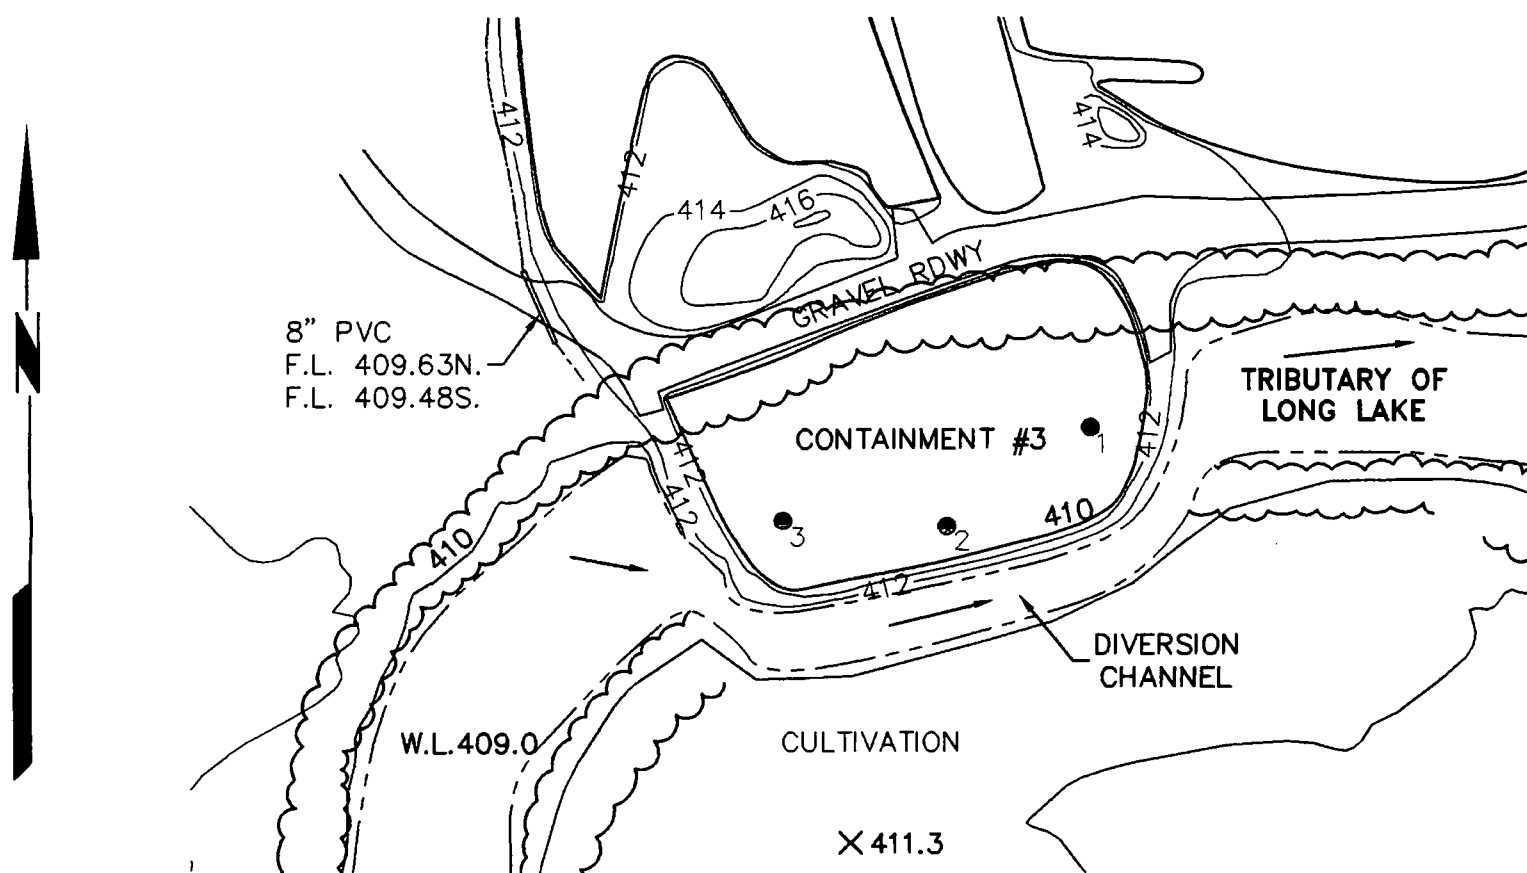 412
412
414
414
416
GRAVEL RDWY
N
8" PVC
F.L. 409.63N.
F.L. 409.48S.
TRIBUTARY OF
LONG LAKE
CONTAINMENT #3
1
412
412
412
3
2
410
410
412
DIVERSION
CHANNEL
W.L.409.0
CULTIVATION
411.3